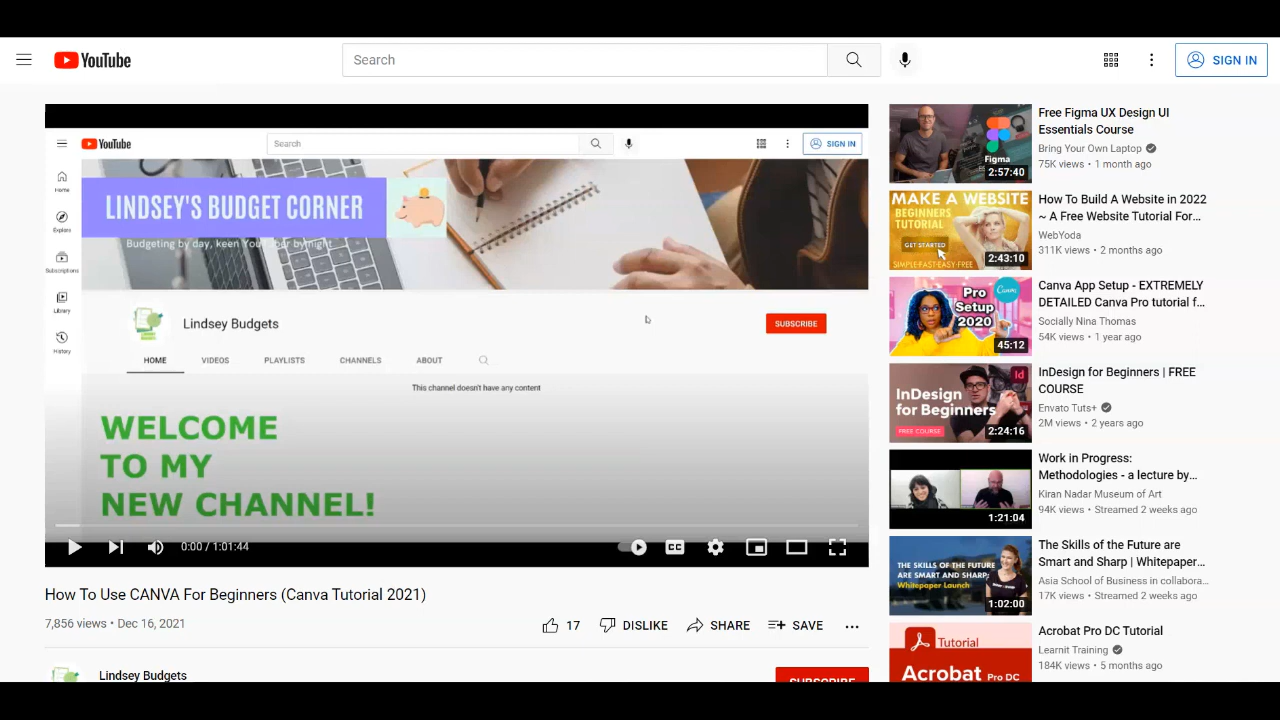 YouTube
Search
SIGN IN
YouTube
Search
SIGN IN
Home
Explore
Subscriptions
Library
History
LINDSEY'S BUDGET CORNER
Budgeting by day, keen
by night
Lindsey Budgets
SUBSCRIBE
HOME
VIDEOS
PLAYLISTS
CHANNELS
ABOUT
This channel doesn't have any content
WELCOME
TO MY
NEW CHANNEL!
0:00 / 1:01:44
CC
How To Use CANVA For Beginners (Canva Tutorial 2021)
7,856 views • Dec 16, 2021
17
DISLIKE
SHARE
SAVE
Lindsey Budgets
SUBSCRIBE
Figma
2:57:40
Free Figma UX Design UI
Essentials Course
Bring Your Own Laptop
75K views • 1 month ago
MAKE A WEBSITE
BEGINNERS
TUTORIAL
GET STARTED
SIMPLE-FAST-EASY-FREE
2:43:10
How To Build A Website in 2022
~ A Free Website Tutorial For...
WebYoda
311K views • 2 months ago
Pro
Setup
2020
Canva
45:12
Canva App Setup - EXTREMELY
DETAILED Canva Pro tutorial f...
Socially Nina Thomas
54K views • 1 year ago
Id
InDesign
for Beginners
FREE COURSE
2:24:16
InDesign for Beginners | FREE
COURSE
Envato Tuts+
2M views • 2 years ago
1:21:04
Work in Progress:
Methodologies - a lecture by...
Kiran Nadar Museum of Art
94K views • Streamed 2 weeks ago
THE SKILLS OF THE FUTURE
ARE SMART AND SHARP:
Whitepaper Launch
1:02:00
The Skills of the Future are
Smart and Sharp | Whitepaper...
Asia School of Business in collabora...
17K views • Streamed 2 weeks ago
Tutorial
Acrobat Pro DC
Acrobat Pro DC Tutorial
Learnit Training
184K views • 5 months ago